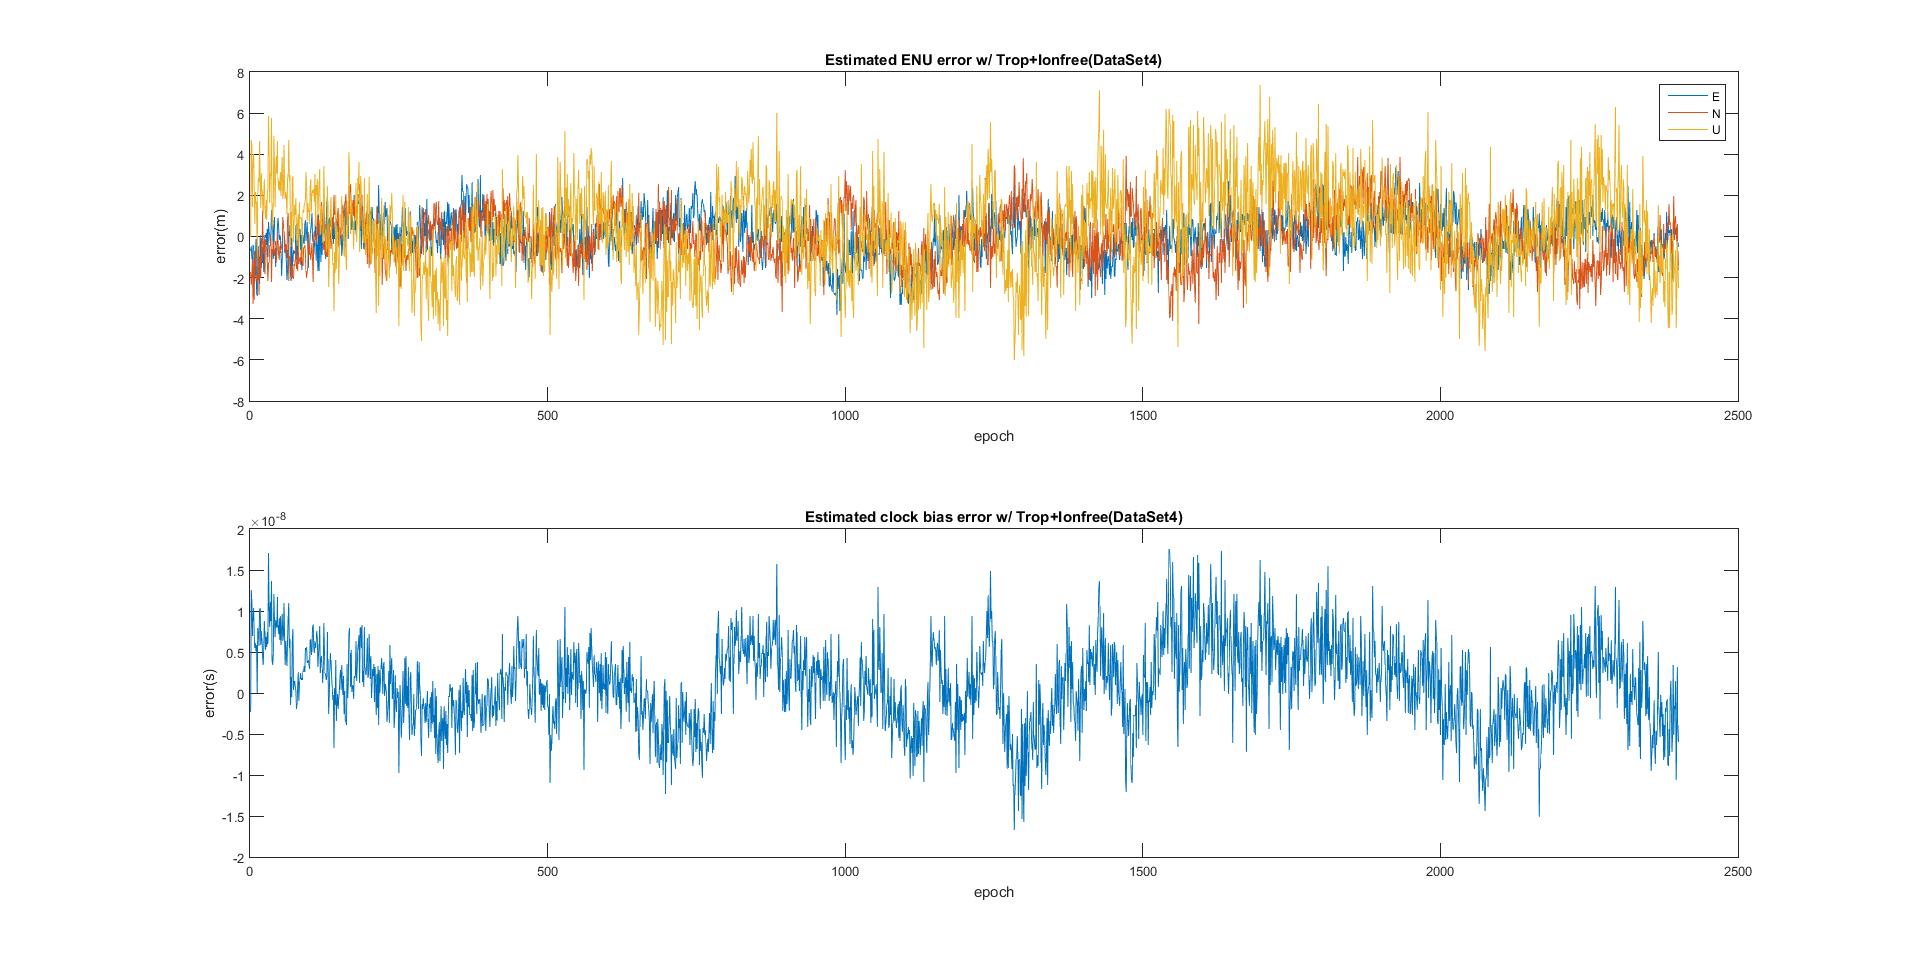 Estimated ENU error w/ Trop+Ionfree(DataSet4)
8
6
4
2
0
-2
-4
-6
-8
error(m)
E
N
U
0 500 1000 1500 2000 2500
epoch
Estimated clock bias error w/ Trop+Ionfree(DataSet4)
×10⁻⁸
2
1.5
1
0.5
0
-0.5
-1
-1.5
-2
error(s)
0 500 1000 1500 2000 2500
epoch